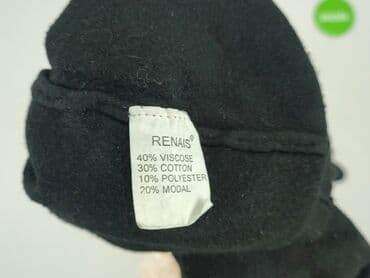 RENAIS®
40% VISCOSE
30% COTTON
10% POLYESTER
20% MODAL